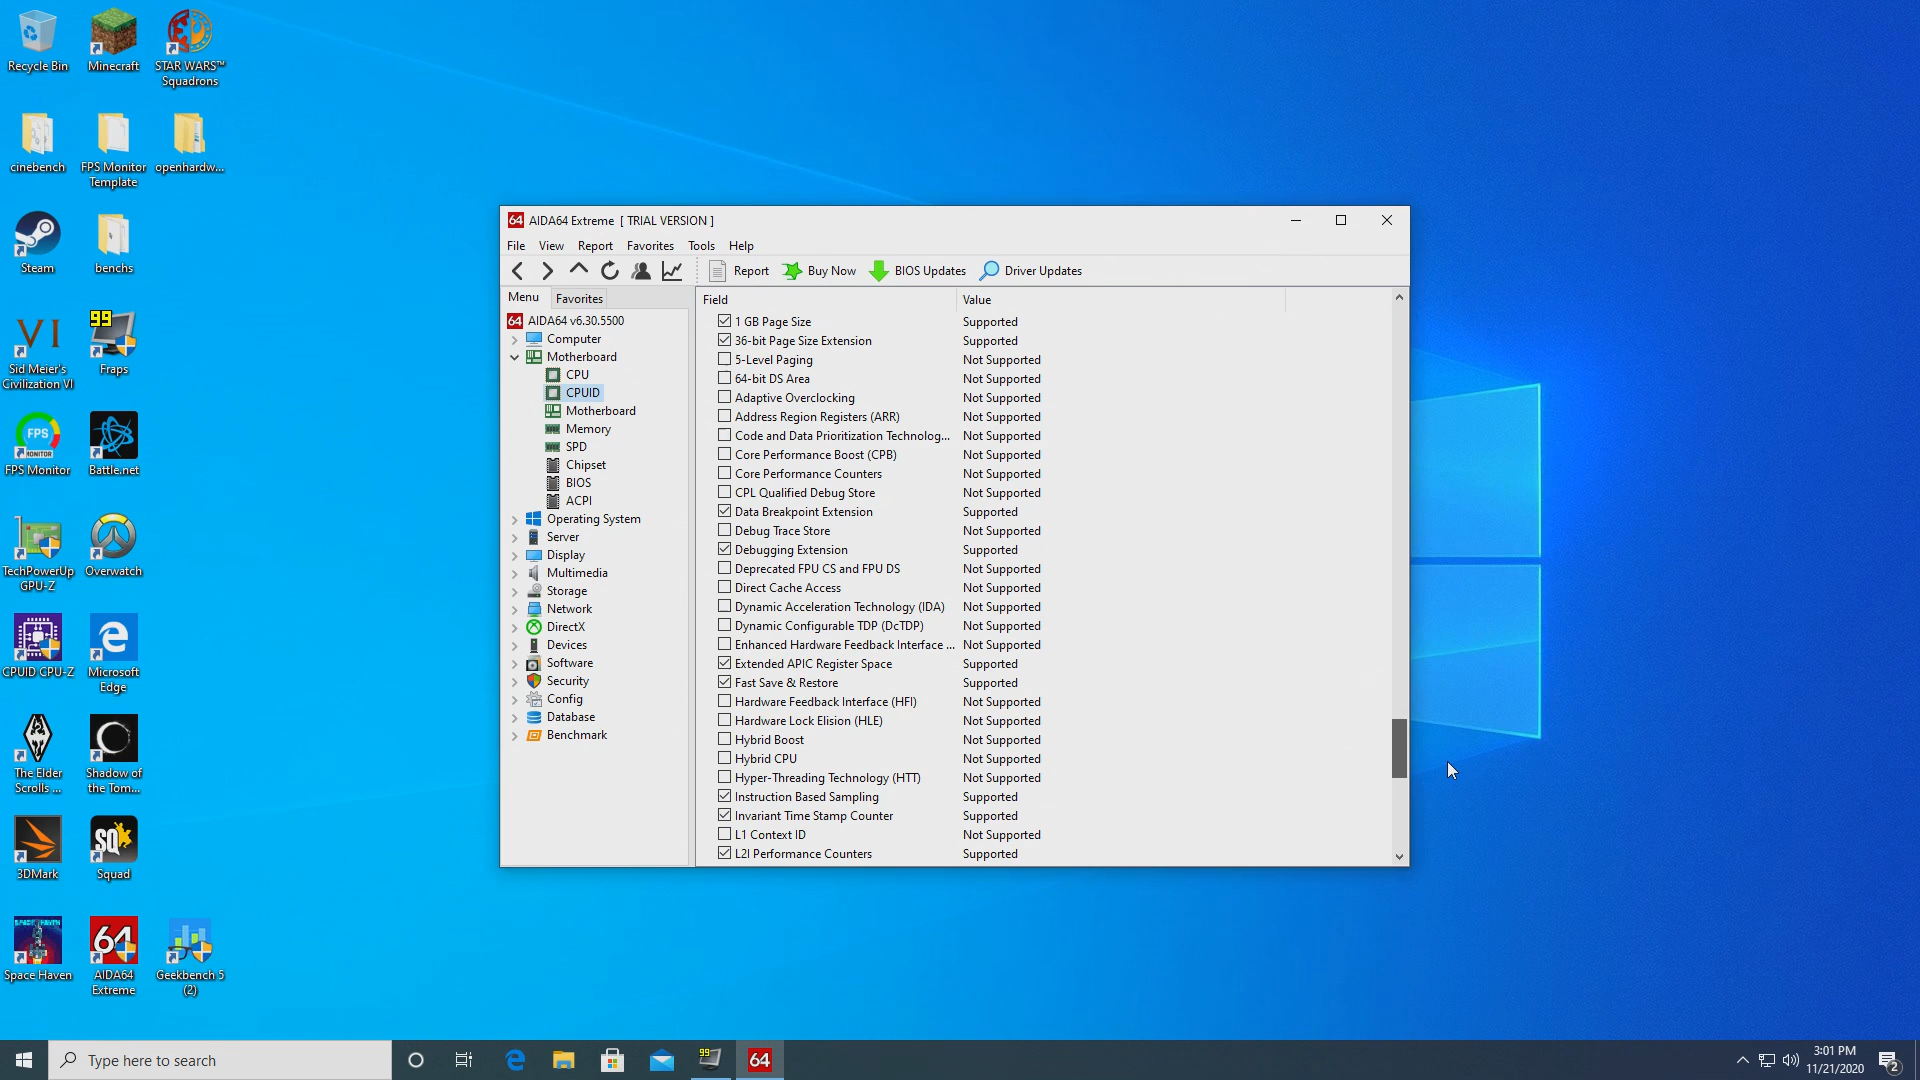 Recycle Bin
Minecraft
STAR WARS™
Squadrons
cinebench
FPS Monitor
Template
openhardw...
Steam
benchs
VI
Sid Meier's
Civilization VI
99
Fraps
FPS
MONITOR
FPS Monitor
Battle.net
TechPowerUp
GPU-Z
Overwatch
CPUID CPU-Z
Microsoft
Edge
The Elder
Scrolls ...
Shadow of
the Tom...
3DMark
SQ
Squad
SPACE HAVEN
Space Haven
64
AIDA64
Extreme
Geekbench 5
(2)
64 AIDA64 Extreme [ TRIAL VERSION ]
File View Report Favorites Tools Help
Report Buy Now BIOS Updates Driver Updates
Menu Favorites
64 AIDA64 v6.30.5500
Computer
Motherboard
CPU
CPUID
Motherboard
Memory
SPD
Chipset
BIOS
ACPI
Operating System
Server
Display
Multimedia
Storage
Network
DirectX
Devices
Software
Security
Config
Database
Benchmark
Field Value
1 GB Page Size Supported
36-bit Page Size Extension Supported
5-Level Paging Not Supported
64-bit DS Area Not Supported
Adaptive Overclocking Not Supported
Address Region Registers (ARR) Not Supported
Code and Data Prioritization Technolog... Not Supported
Core Performance Boost (CPB) Not Supported
Core Performance Counters Not Supported
CPL Qualified Debug Store Not Supported
Data Breakpoint Extension Supported
Debug Trace Store Not Supported
Debugging Extension Supported
Deprecated FPU CS and FPU DS Not Supported
Direct Cache Access Not Supported
Dynamic Acceleration Technology (IDA) Not Supported
Dynamic Configurable TDP (DcTDP) Not Supported
Enhanced Hardware Feedback Interface ... Not Supported
Extended APIC Register Space Supported
Fast Save & Restore Supported
Hardware Feedback Interface (HFI) Not Supported
Hardware Lock Elision (HLE) Not Supported
Hybrid Boost Not Supported
Hybrid CPU Not Supported
Hyper-Threading Technology (HTT) Not Supported
Instruction Based Sampling Supported
Invariant Time Stamp Counter Supported
L1 Context ID Not Supported
L2I Performance Counters Supported
Type here to search
99
64
3:01 PM
11/21/2020
2